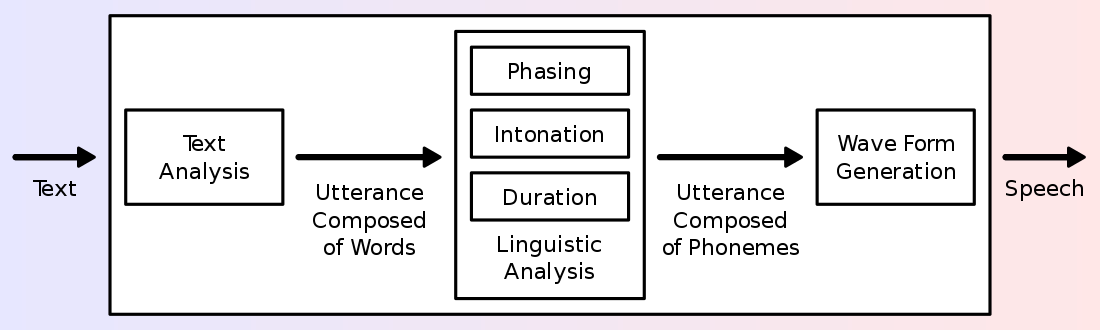 Text
Text
Analysis
Utterance
Composed
of Words
Phasing
Intonation
Duration
Linguistic
Analysis
Utterance
Composed
of Phonemes
Wave Form
Generation
Speech